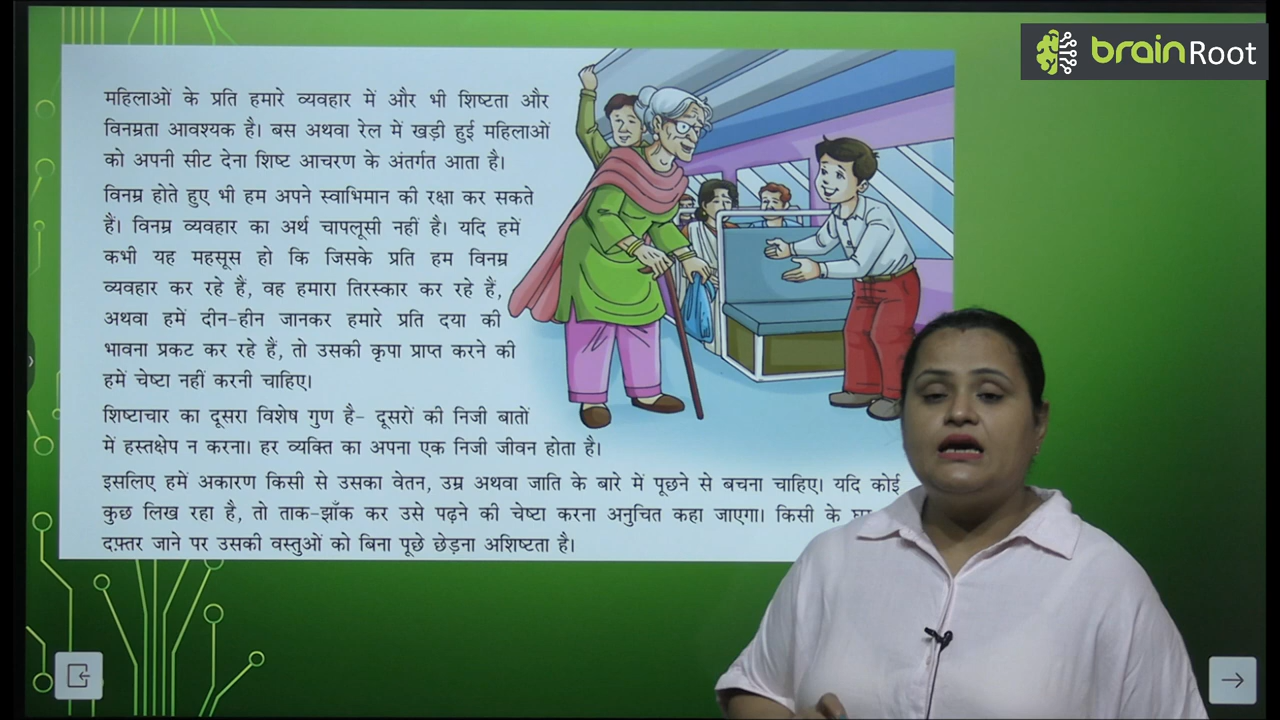 brainRoot
महिलाओं के प्रति हमारे व्यवहार में और भी शिष्टता और
विनम्रता आवश्यक है। बस अथवा रेल में खड़ी हुई महिलाओं
को अपनी सीट देना शिष्ट आचरण के अंतर्गत आता है।
विनम्र होते हुए भी हम अपने स्वाभिमान की रक्षा कर सकते
हैं। विनम्र व्यवहार का अर्थ चापलूसी नहीं है। यदि हमें
कभी यह महसूस हो कि जिसके प्रति हम विनम्र
व्यवहार कर रहे हैं, वह हमारा तिरस्कार कर रहे हैं,
अथवा हमें दीन-हीन जानकर हमारे प्रति दया की
भावना प्रकट कर रहे हैं, तो उसकी कृपा प्राप्त करने की
हमें चेष्टा नहीं करनी चाहिए।
शिष्टाचार का दूसरा विशेष गुण है- दूसरों की निजी बातों
में हस्तक्षेप न करना। हर व्यक्ति का अपना एक निजी जीवन होता है।
इसलिए हमें अकारण किसी से उसका वेतन, उम्र अथवा जाति के बारे में पूछने से बचना चाहिए। यदि कोई
कुछ लिख रहा है, तो ताक-झाँक कर उसे पढ़ने की चेष्टा करना अनुचित कहा जाएगा। किसी के
दफ़्तर जाने पर उसकी वस्तुओं को बिना पूछे छेड़ना अशिष्टता है।